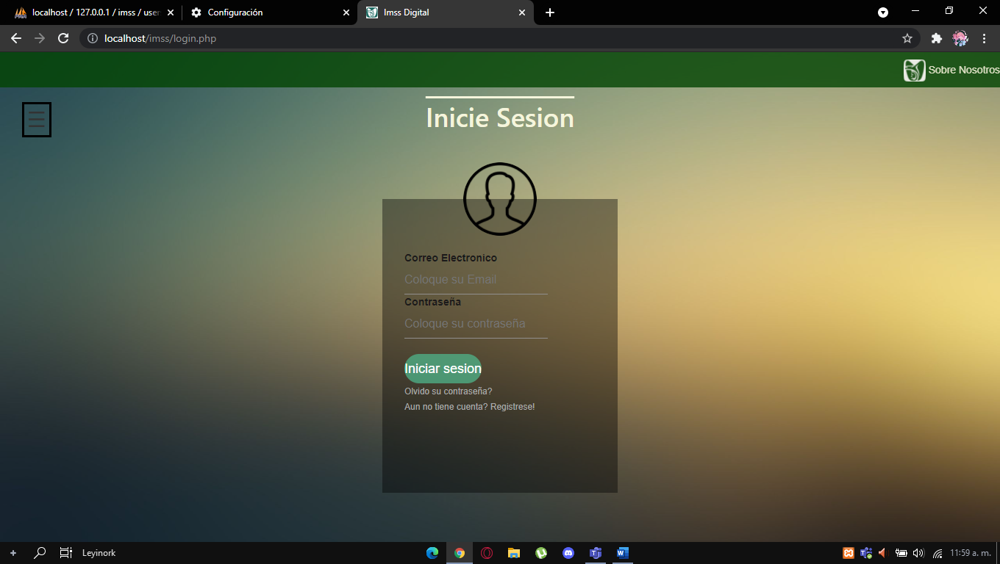 localhost / 127.0.0.1 / imss / user
Configuración
Imss Digital
localhost/imss/login.php
Sobre Nosotros
Inicie Sesion
Correo Electronico
Coloque su Email
Contraseña
Coloque su contraseña
Iniciar sesion
Olvido su contraseña?
Aun no tiene cuenta? Registrese!
Leyinork
11:59 a. m.